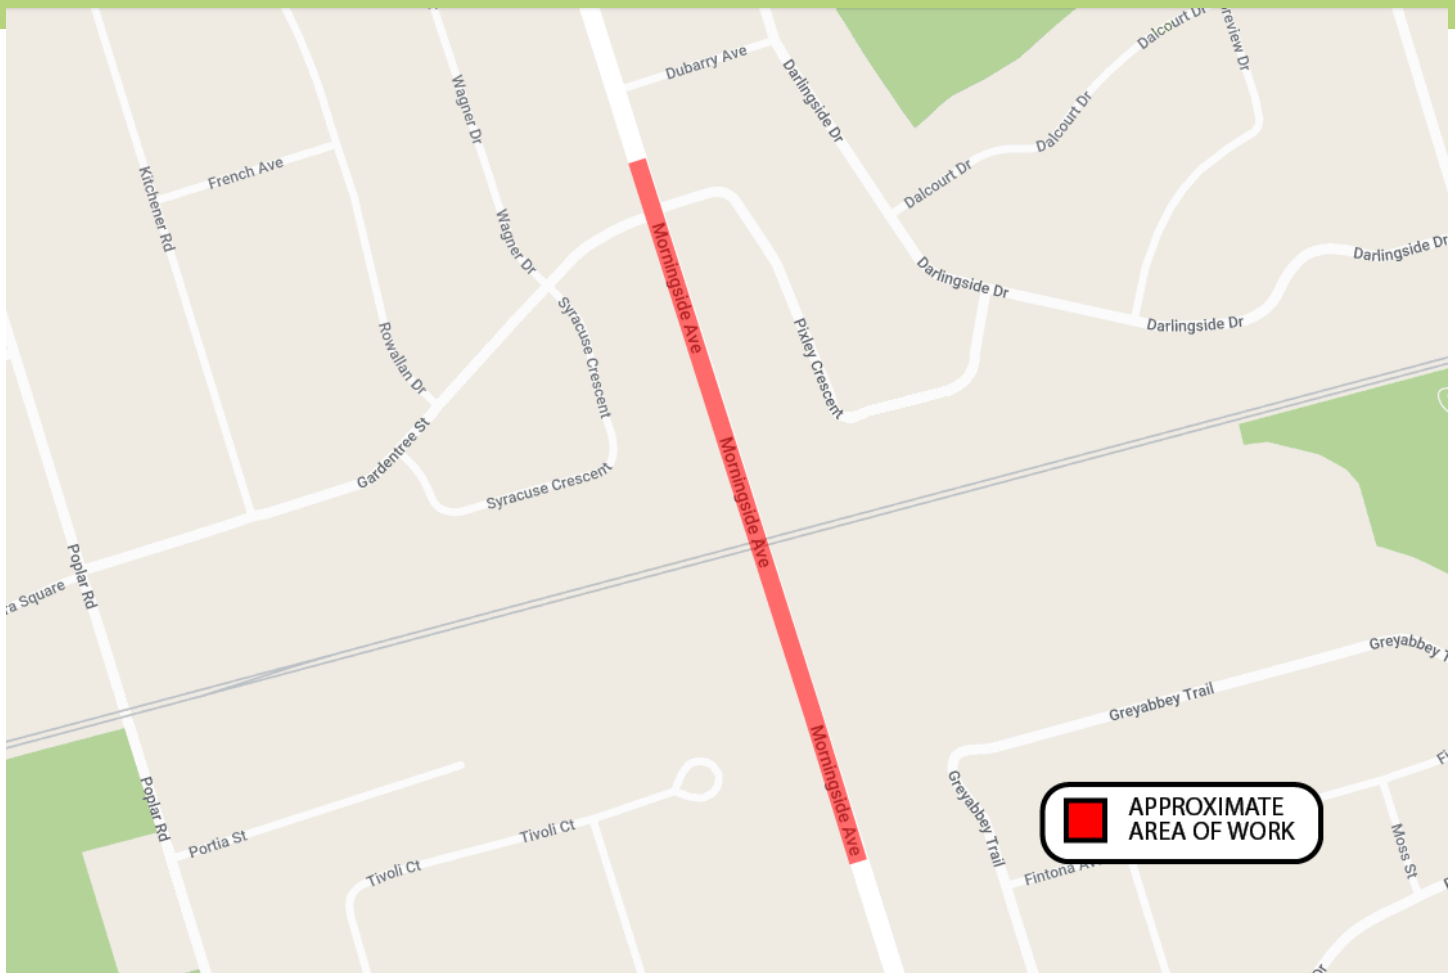 Dalcourt Dr
Dubarry Ave
Wagner Dr
Darlingside Dr
Dalcourt Dr
French Ave
Kitchener Rd
Dalcourt Dr
Wagner Dr
Morningside Ave
Darlingside Dr
Darlingside Dr
Syracuse Crescent
Rowallan Dr
Pixley Crescent
Darlingside Dr
Gardentree St
Syracuse Crescent
Morningside Ave
Poplar Rd
Square
Greyabbey
Greyabbey Trail
Morningside Ave
Poplar Rd
Greyabbey Trail
Portia St
Tivoli Ct
APPROXIMATE
AREA OF WORK
Moss St
Tivoli Ct
Fintona